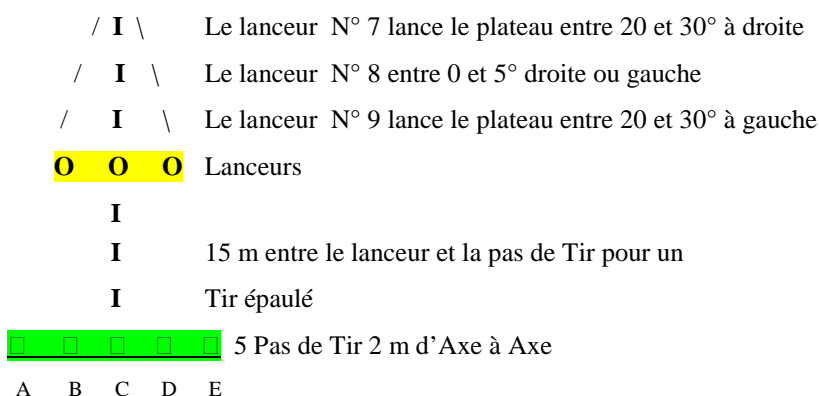 / I \ Le lanceur N° 7 lance le plateau entre 20 et 30° à droite
/ I \ Le lanceur N° 8 entre 0 et 5° droite ou gauche
/ I \ Le lanceur N° 9 lance le plateau entre 20 et 30° à gauche
O O O Lanceurs
I
I 15 m entre le lanceur et la pas de Tir pour un
I Tir épaulé
5 Pas de Tir 2 m d'Axe à Axe
A B C D E